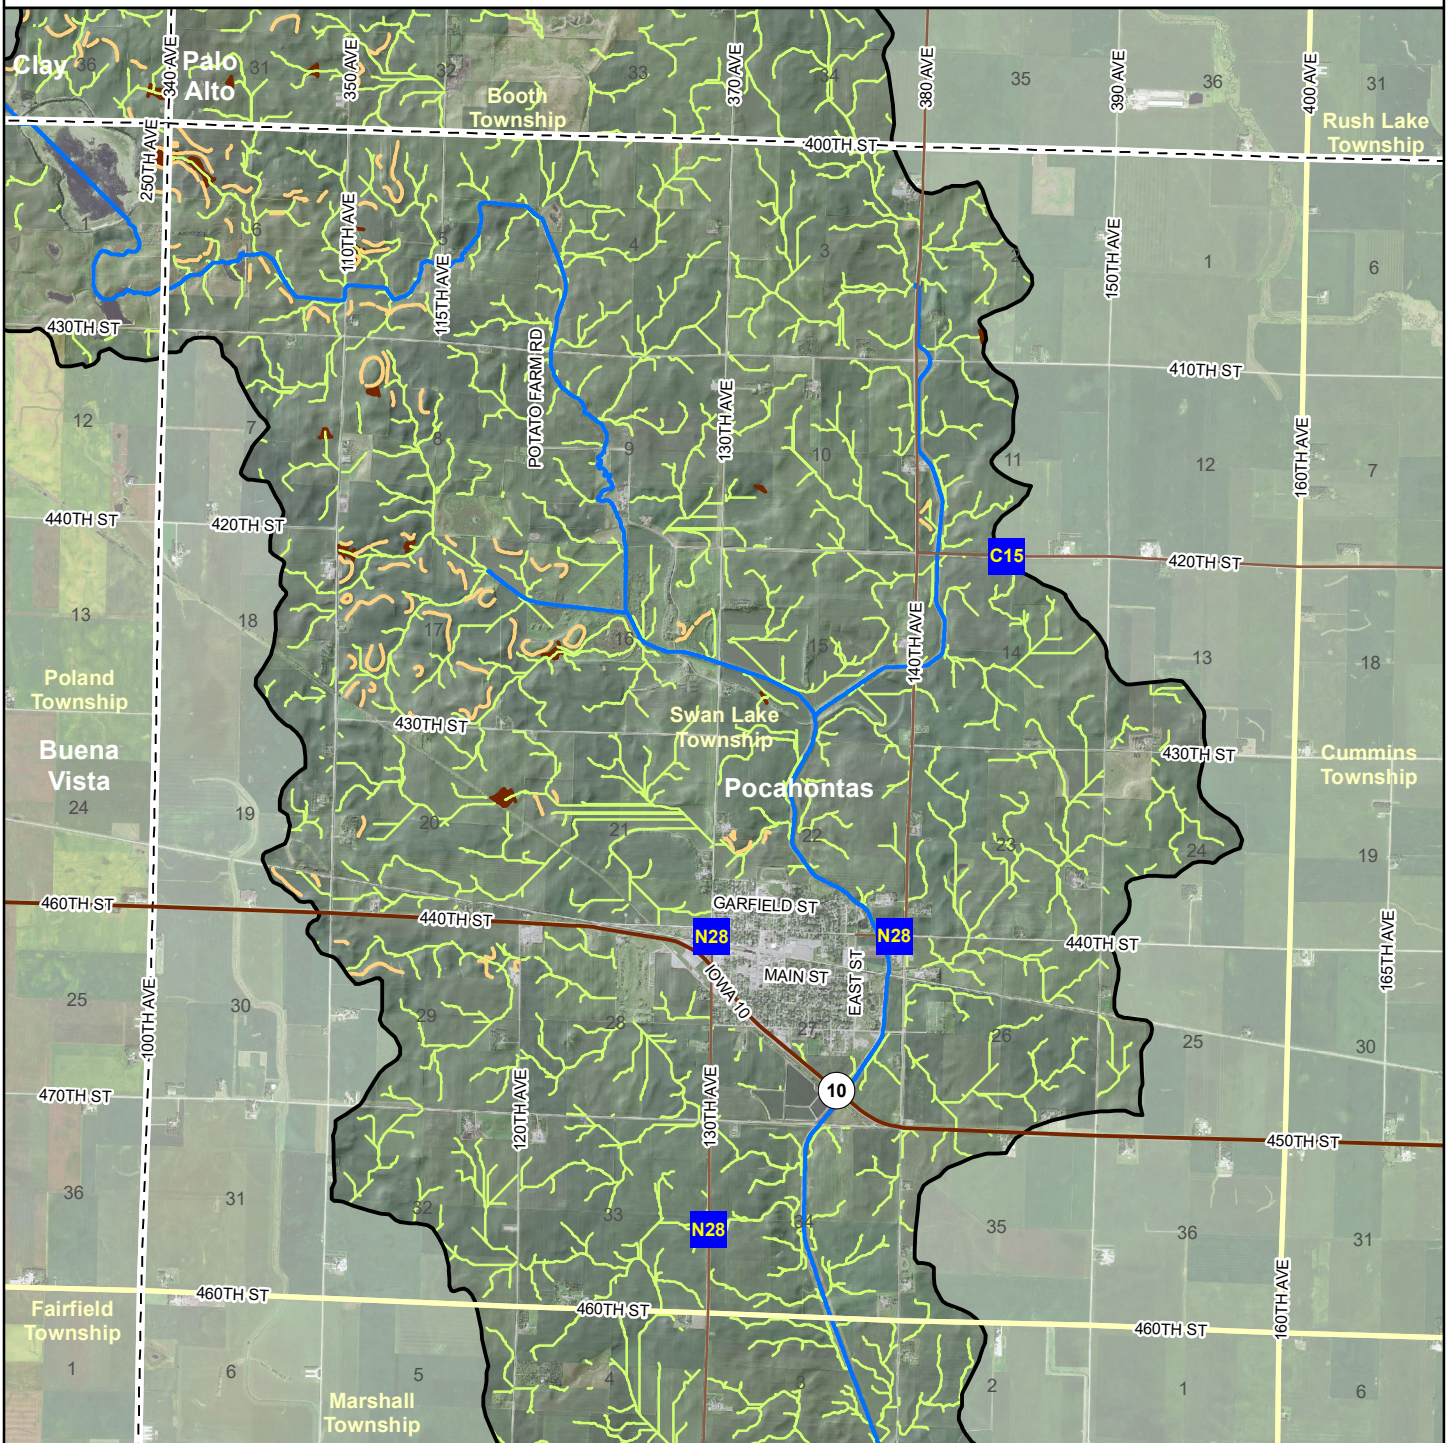 Clay
36
340 AVE
Palo
Alto
31
350 AVE
32
33
370 AVE
34
380 AVE
35
390 AVE
36
400 AVE
31
Booth
Township
Rush Lake
Township
400TH ST
250TH AVE
1
6
110TH AVE
5
115TH AVE
4
3
2
150TH AVE
1
6
430TH ST
POTATO FARM RD
410TH ST
130TH AVE
160TH AVE
12
7
8
9
10
11
12
7
440TH ST
420TH ST
C15
420TH ST
13
18
17
16
15
140TH AVE
14
13
18
Poland
Township
Swan Lake
Township
430TH ST
430TH ST
Buena
Vista
Cummins
Township
Pocahontas
24
19
20
21
22
23
24
19
460TH ST
440TH ST
GARFIELD ST
N28
N28
440TH ST
165TH AVE
MAIN ST
EAST ST
IOWA 10
25
30
100TH AVE
29
28
27
26
25
30
470TH ST
120TH AVE
130TH AVE
10
450TH ST
36
31
32
33
34
35
36
31
N28
460TH ST
460TH ST
460TH ST
160TH AVE
Fairfield
Township
1
6
5
4
3
2
1
6
Marshall
Township